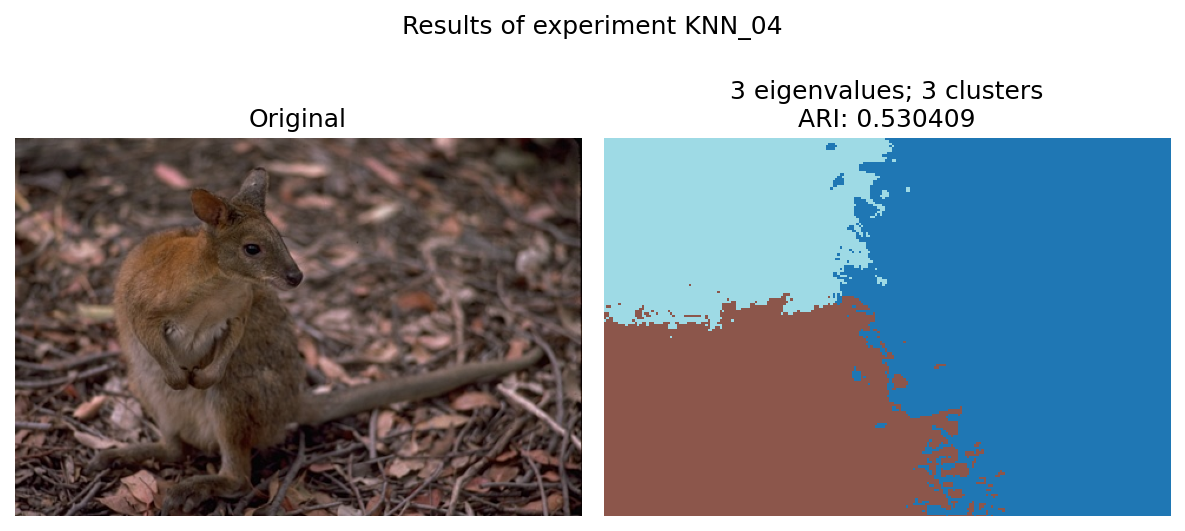 Results of experiment KNN_04
Original
3 eigenvalues; 3 clusters
ARI: 0.530409